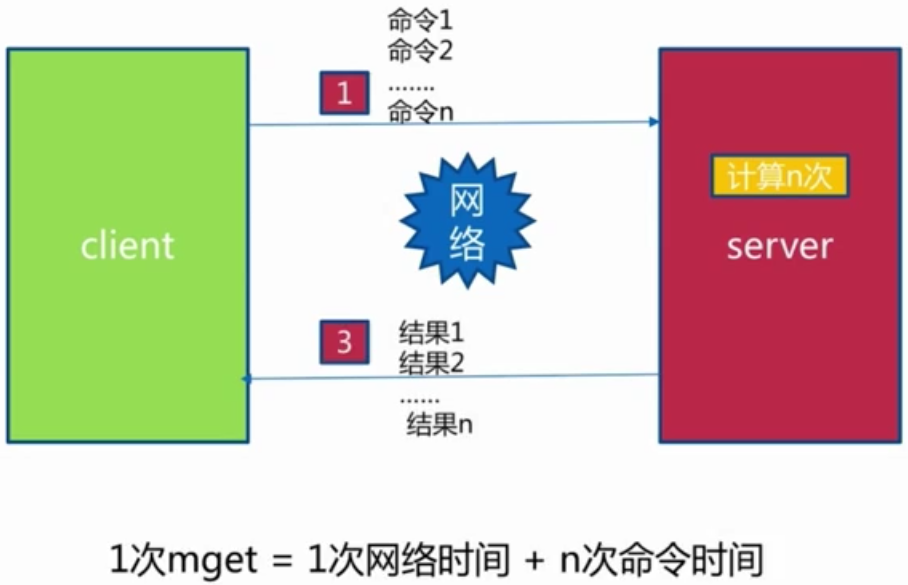 命令1
命令2
.......
命令n
1
计算n次
网
络
client
server
3
结果1
结果2
......
结果n
1次mget = 1次网络时间 + n次命令时间